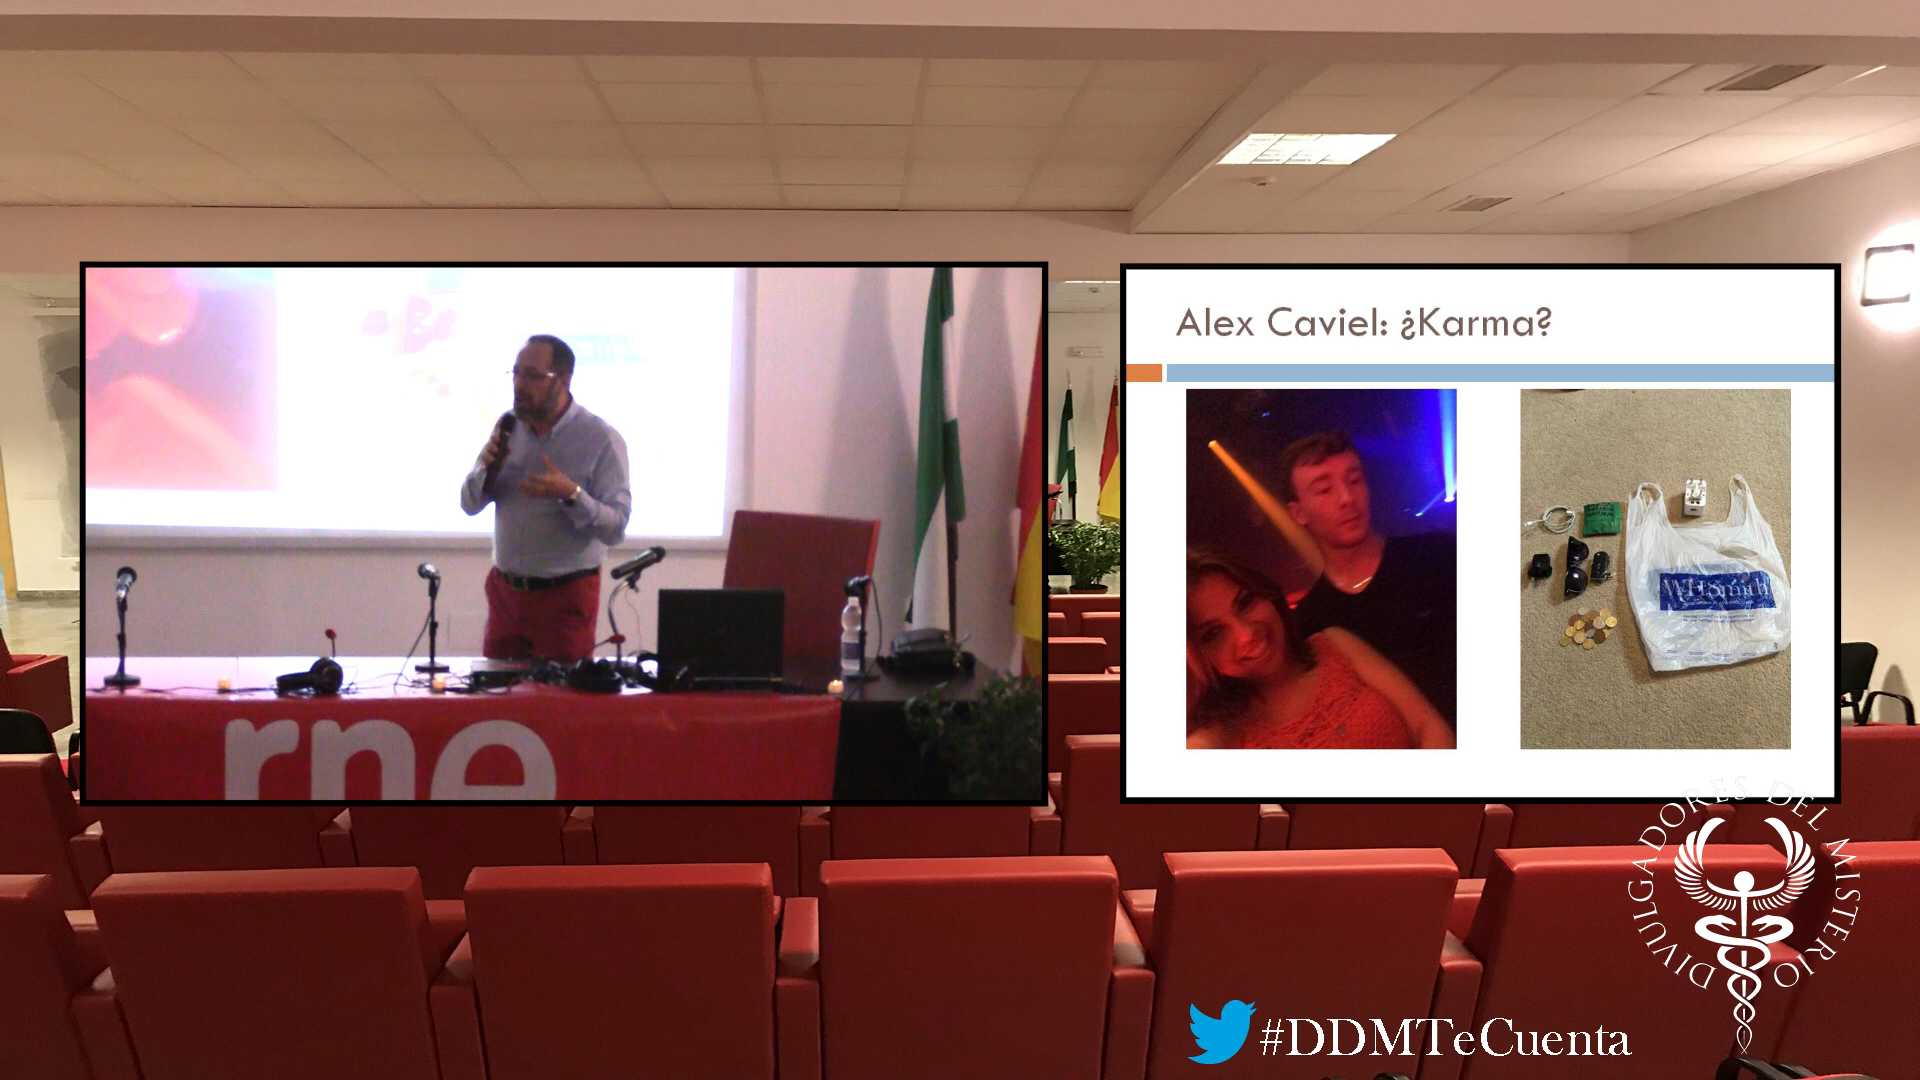 Alex Caviel: ¿Karma?
rne
WHSmith
DIVULGADORES DEL MISTERIO
#DDMTeCuenta